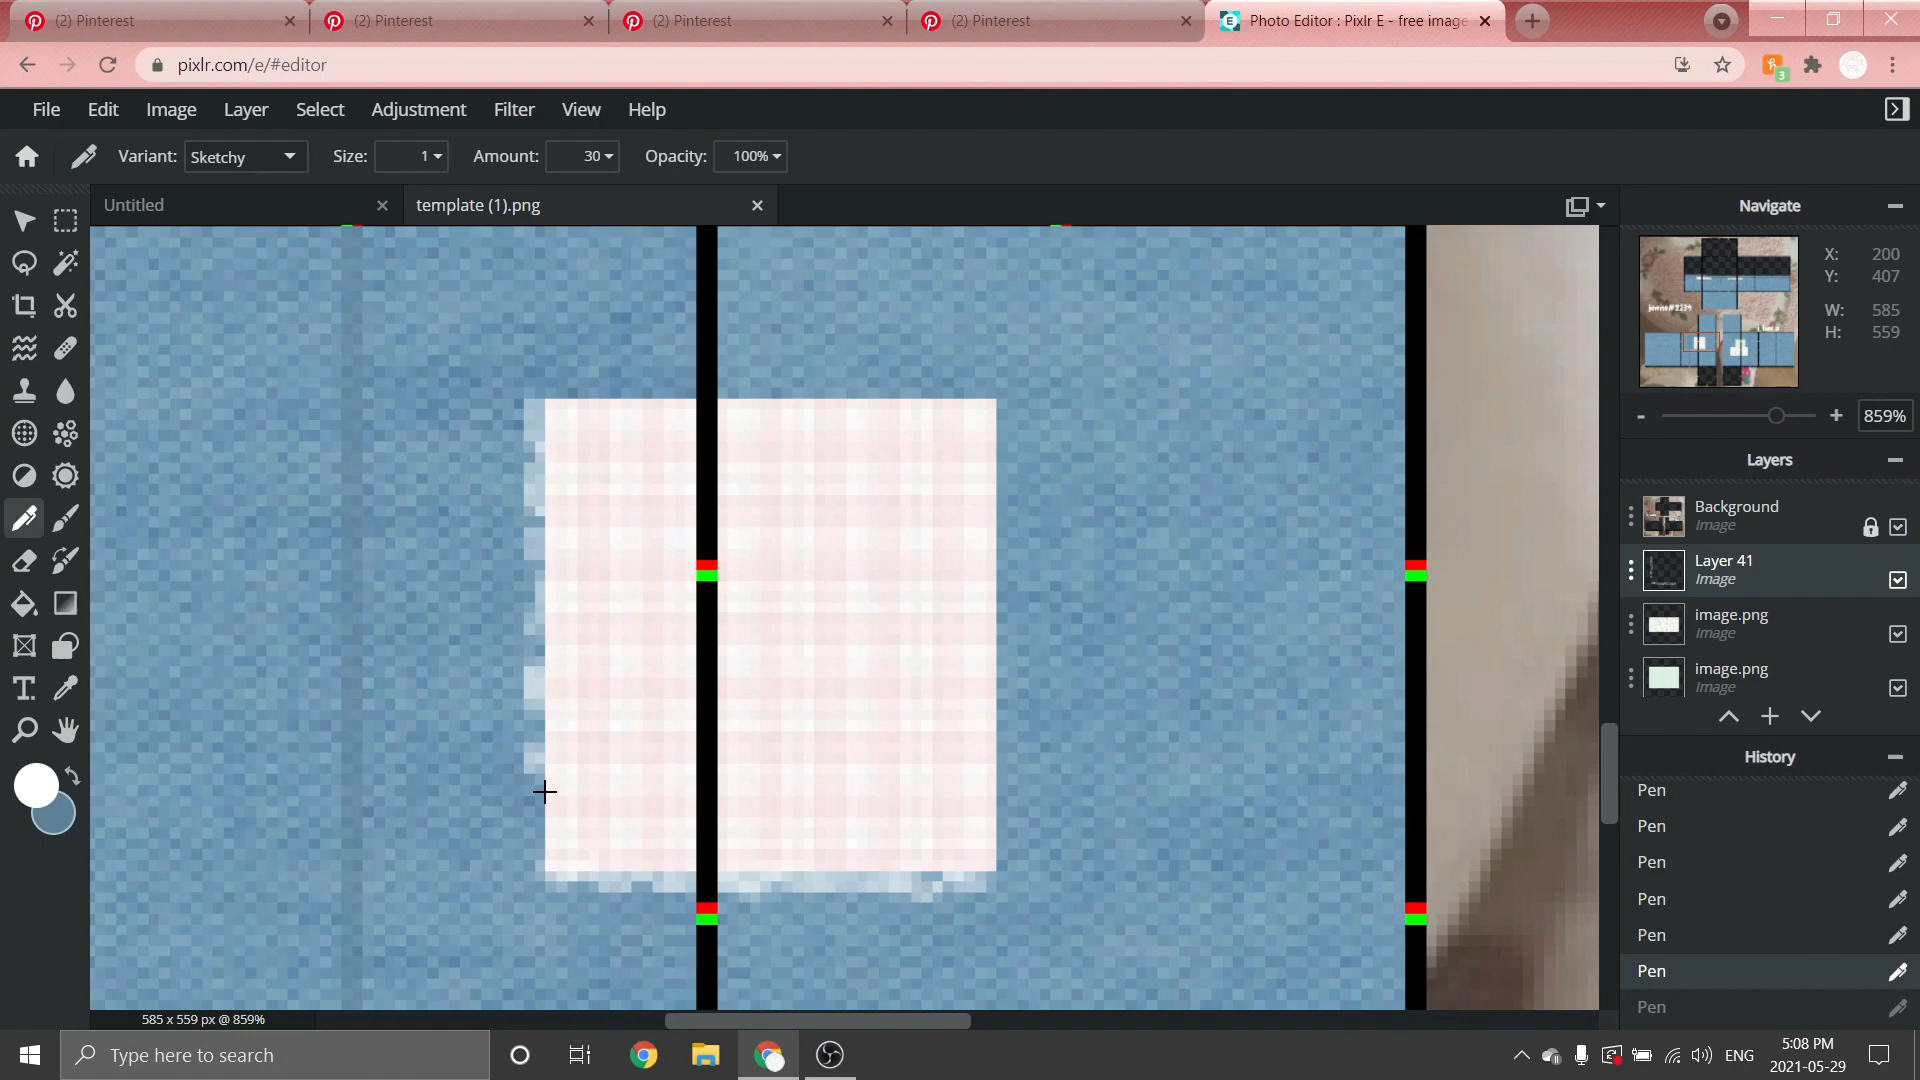 (2) Pinterest
(2) Pinterest
(2) Pinterest
(2) Pinterest
Photo Editor : Pixlr E - free image
pixlr.com/e/#editor
3
File Edit Image Layer Select Adjustment Filter View Help
Variant: Sketchy Size: 1 Amount: 30 Opacity: 100%
Untitled
template (1).png
Navigate
X: 200
Y: 407
W: 585
H: 559
859%
Layers
Background
Image
Layer 41
Image
image.png
Image
image.png
Image
History
Pen
Pen
Pen
Pen
Pen
Pen
Pen
585 x 559 px @ 859%
Type here to search
ENG
5:08 PM
2021-05-29